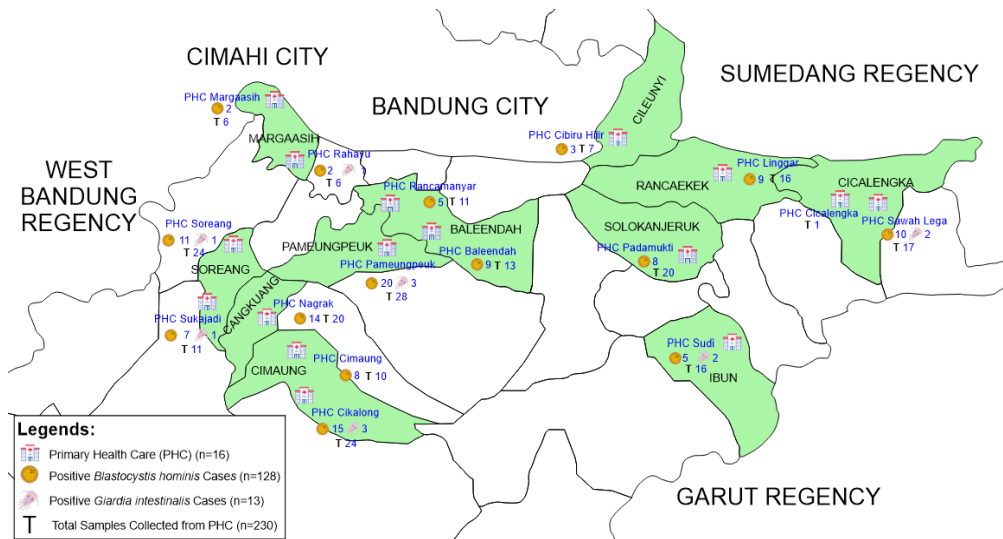 CIMAHI CITY
SUMEDANG REGENCY
BANDUNG CITY
WEST
BANDUNG
REGENCY
GARUT REGENCY
PHC Margaasih
2
T 6
MARGAASIH
PHC Rahayu
2 1
T 6
PHC Cibiru Hilir
3 T 7
CILEUNYI
PHC Linggar
9 T 16
RANCAEKEK
CICALENGKA
PHC Cicalengka
T 1
PHC Sawah Lega
10 2
T 17
PHC Rancamanyar
5 T 11
BALEENDAH
PHC Baleendah
9 T 13
SOLOKANJERUK
PHC Padamukti
8
T 20
PHC Soreang
11 1
T 24
SOREANG
PAMEUNGPEUK
PHC Pameungpeuk
20 3
T 28
CANGKUANG
PHC Nagrak
14 T 20
PHC Sukajadi
7 1
T 11
CIMAUNG
PHC Cimaung
8 T 10
PHC Cikalong
15 3
T 24
PHC Sudi
5 2
T 16
IBUN
Legends:
Primary Health Care (PHC) (n=16)
Positive Blastocystis hominis Cases (n=128)
Positive Giardia intestinalis Cases (n=13)
T Total Samples Collected from PHC (n=230)